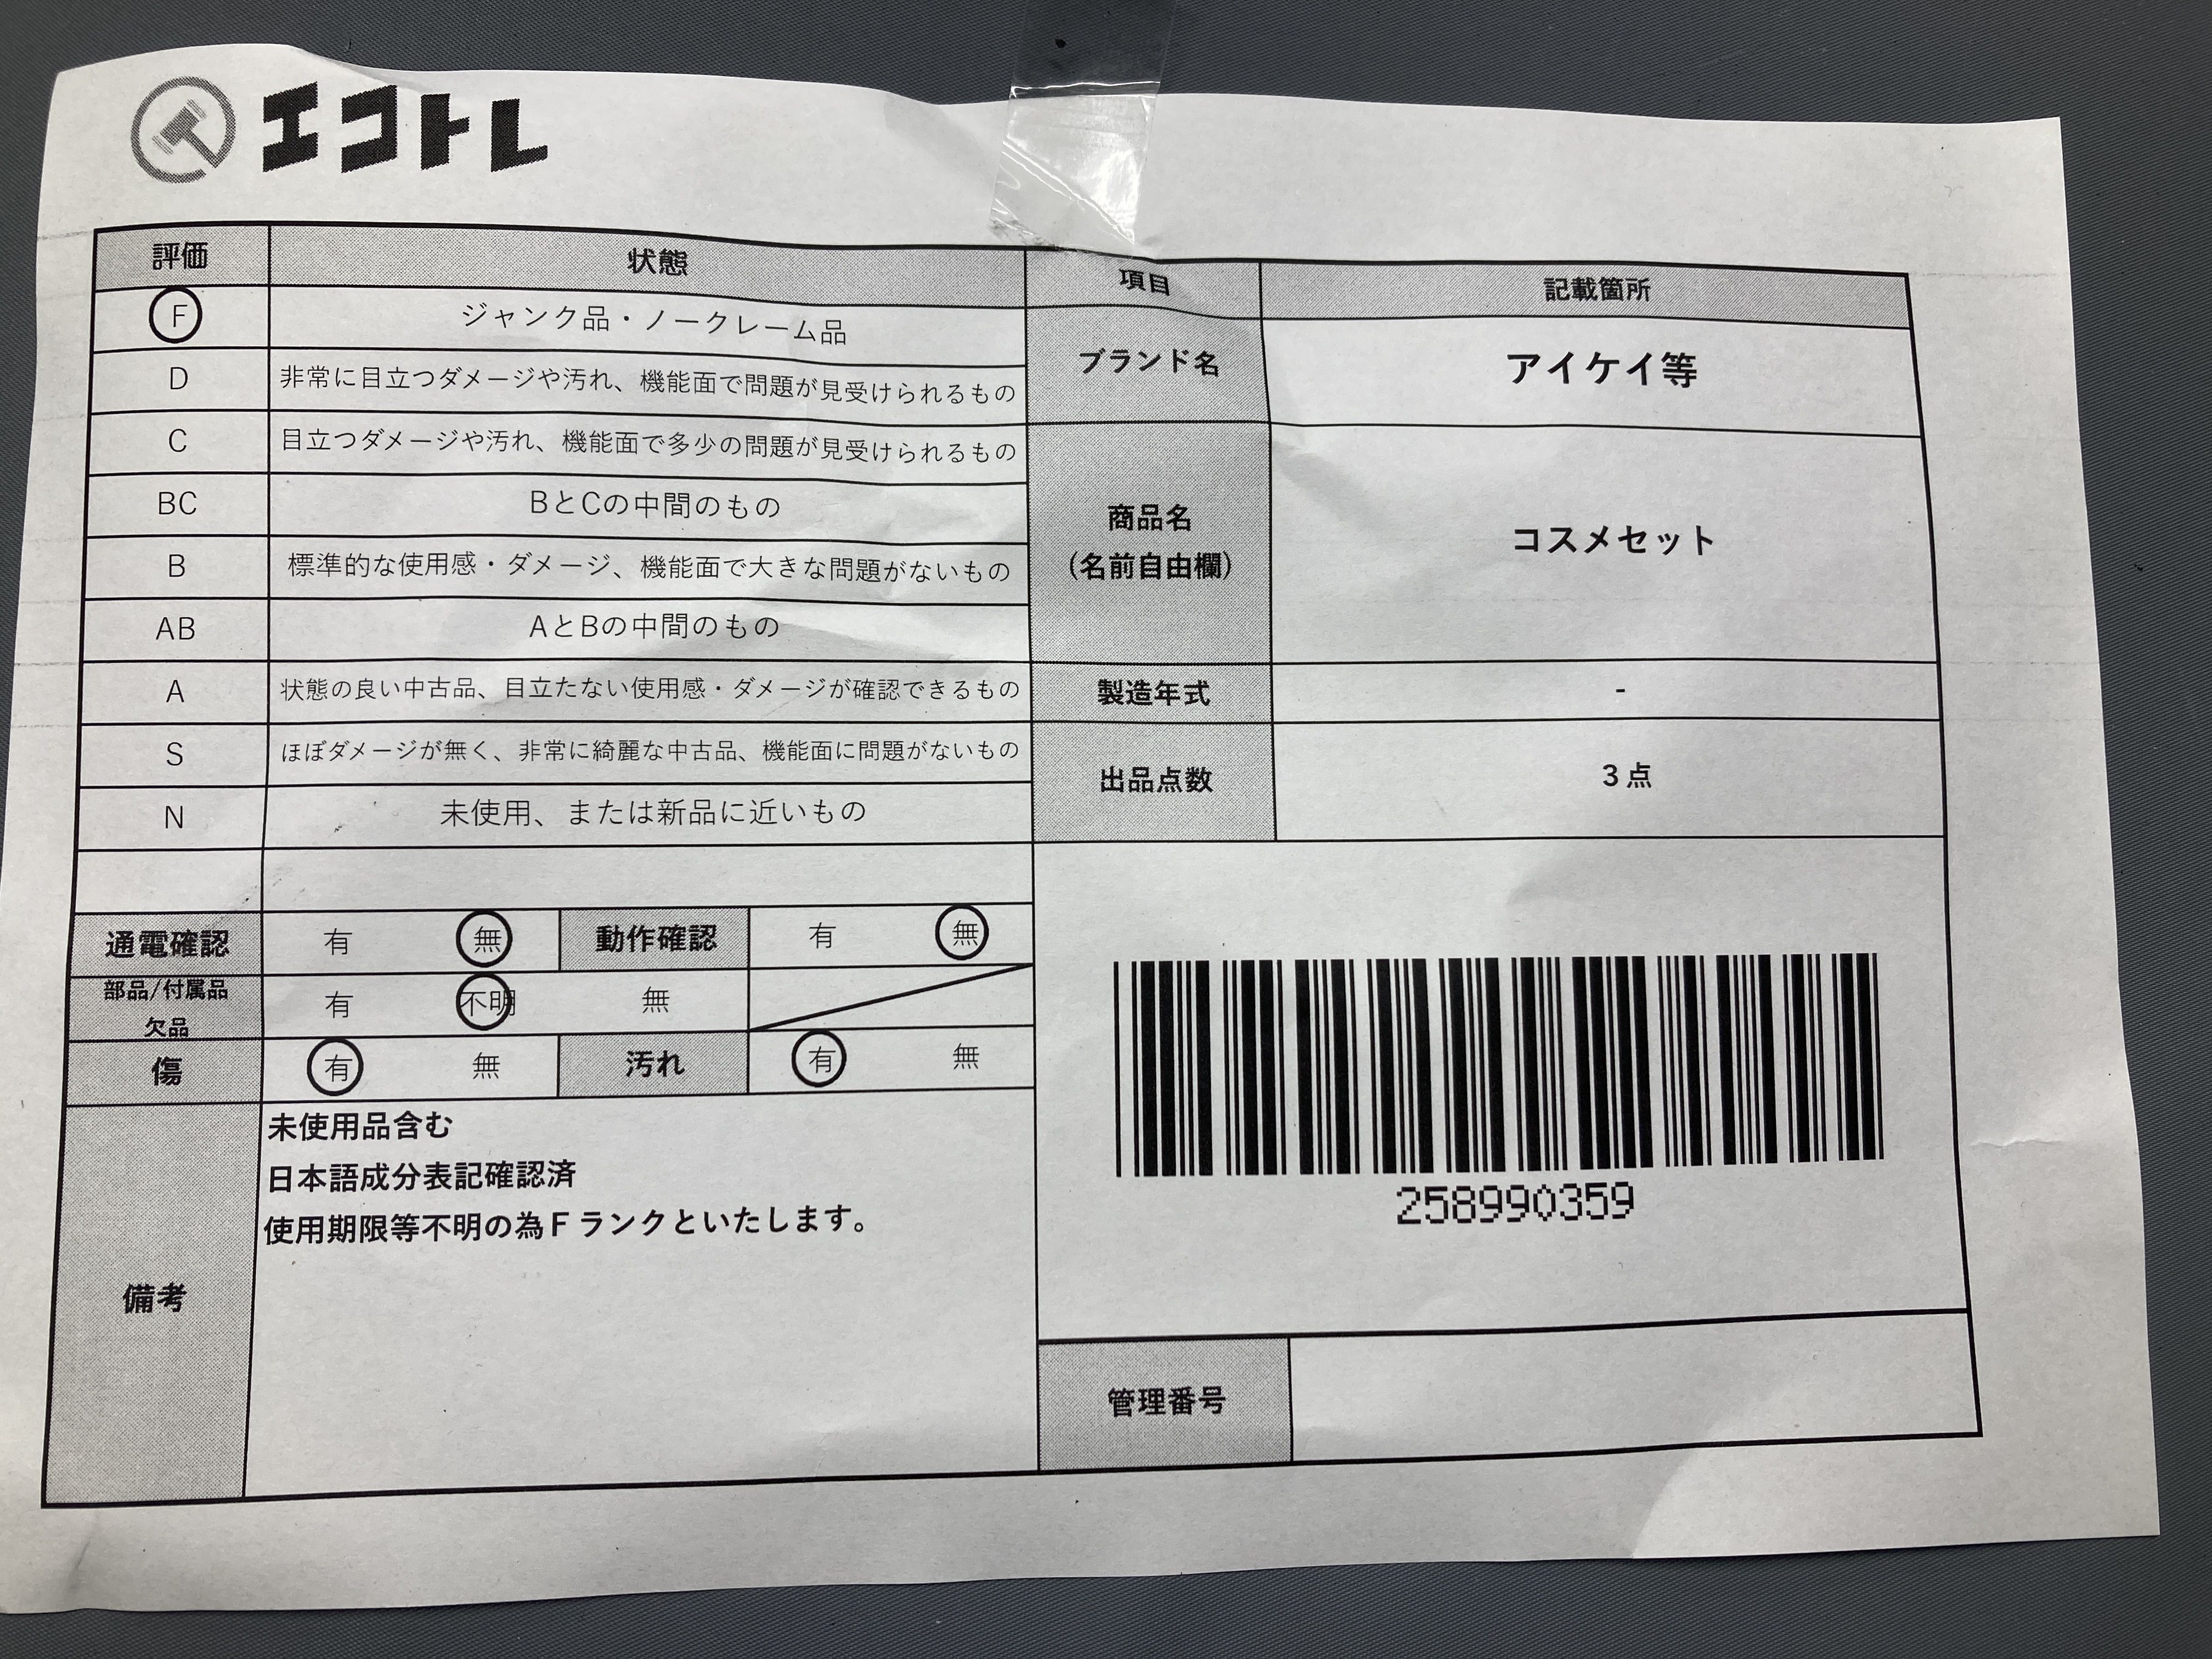 エコトレ
評価 状態
F ジャンク品・ノークレーム品
D 非常に目立つダメージや汚れ、機能面で問題が見受けられるもの
C 目立つダメージや汚れ、機能面で多少の問題が見受けられるもの
BC BとCの中間のもの
B 標準的な使用感・ダメージ、機能面で大きな問題がないもの
AB AとBの中間のもの
A 状態の良い中古品、目立たない使用感・ダメージが確認できるもの
S ほぼダメージが無く、非常に綺麗な中古品、機能面に問題がないもの
N 未使用、または新品に近いもの
通電確認 有 無 動作確認 有 無
部品/付属品
欠品 有 不明 無
傷 有 無 汚れ 有 無
備考
未使用品含む
日本語成分表記確認済
使用期限等不明の為Fランクといたします。
項目 記載箇所
ブランド名 アイケイ等
商品名
(名前自由欄)
コスメセット
製造年式 -
出品点数 3点
258990359
管理番号